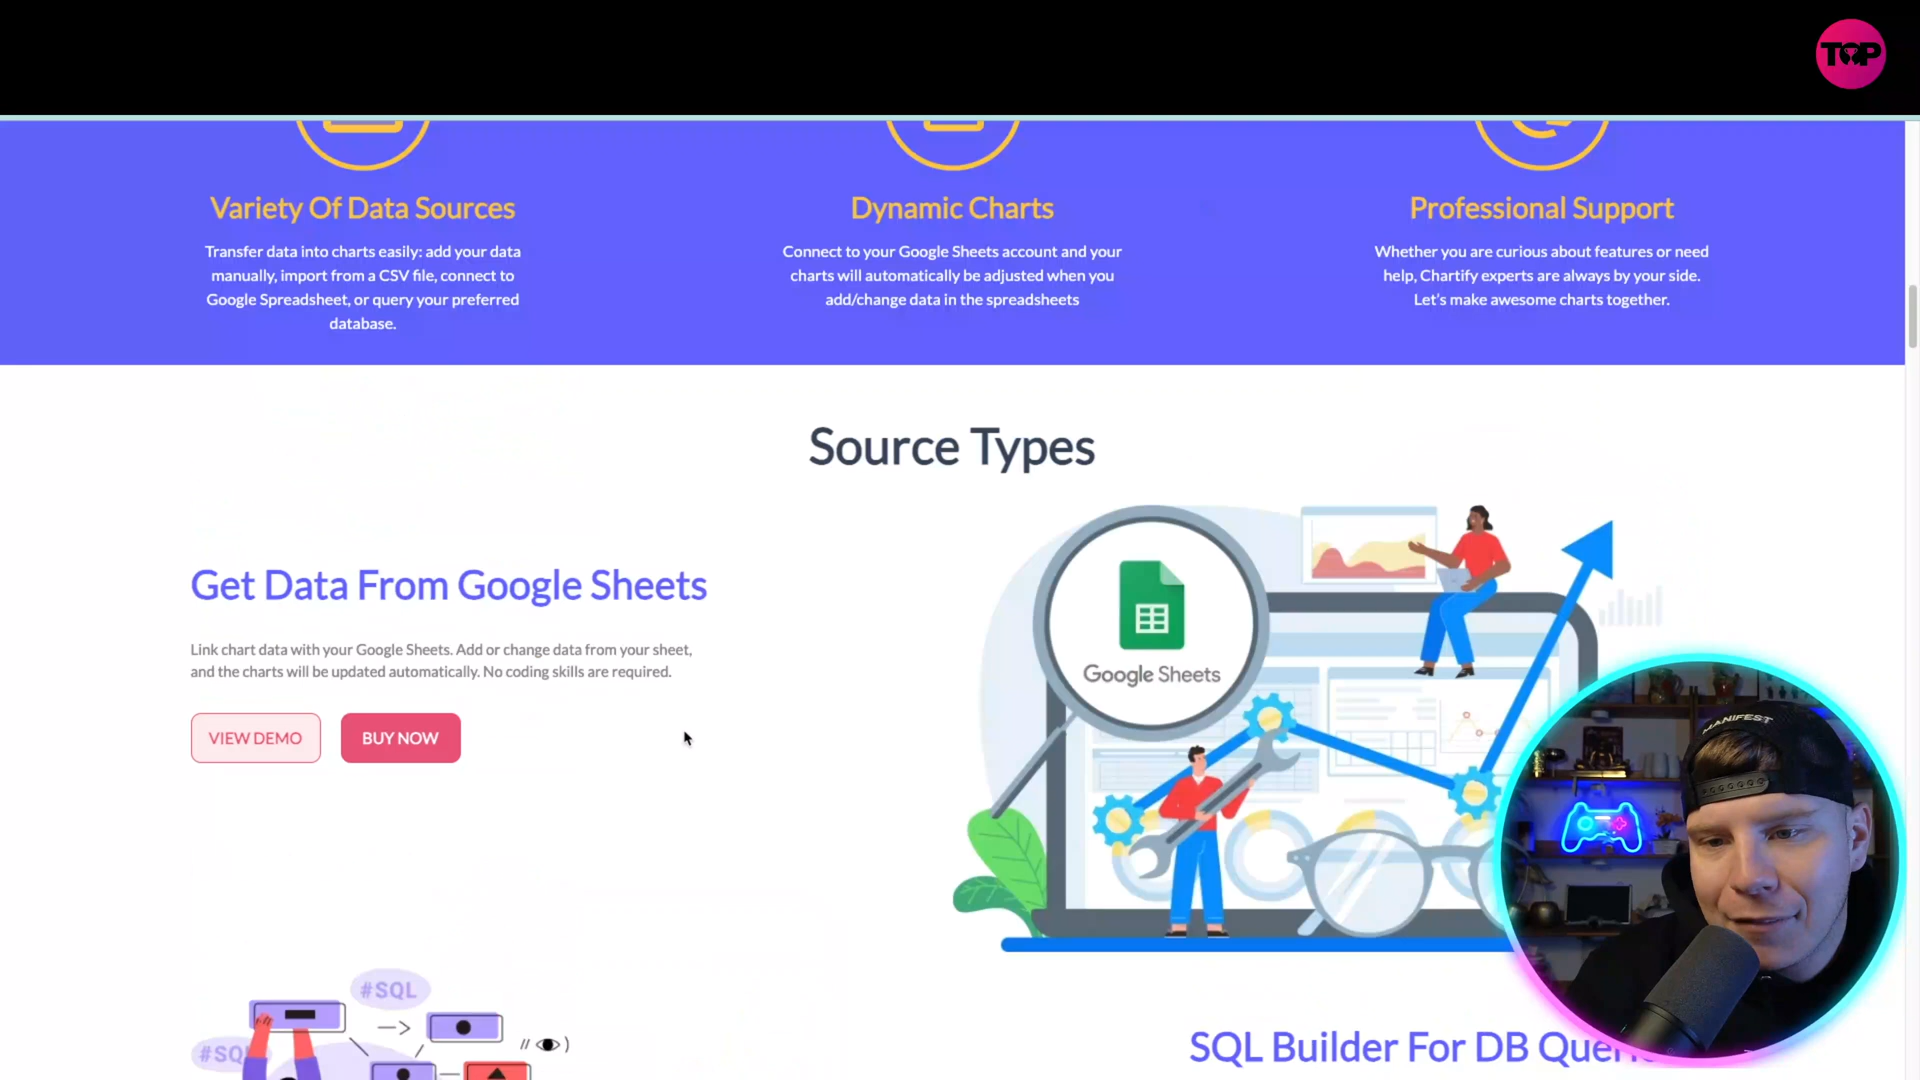 TOP
Variety Of Data Sources
Transfer data into charts easily: add your data
manually, import from a CSV file, connect to
Google Spreadsheet, or query your preferred
database.
Dynamic Charts
Connect to your Google Sheets account and your
charts will automatically be adjusted when you
add/change data in the spreadsheets
Professional Support
Whether you are curious about features or need
help, Chartify experts are always by your side.
Let's make awesome charts together.
Source Types
Get Data From Google Sheets
Link chart data with your Google Sheets. Add or change data from your sheet,
and the charts will be updated automatically. No coding skills are required.
VIEW DEMO
BUY NOW
Google Sheets
MANIFEST
#SQL
#SQ
//
)
SQL Builder For DB